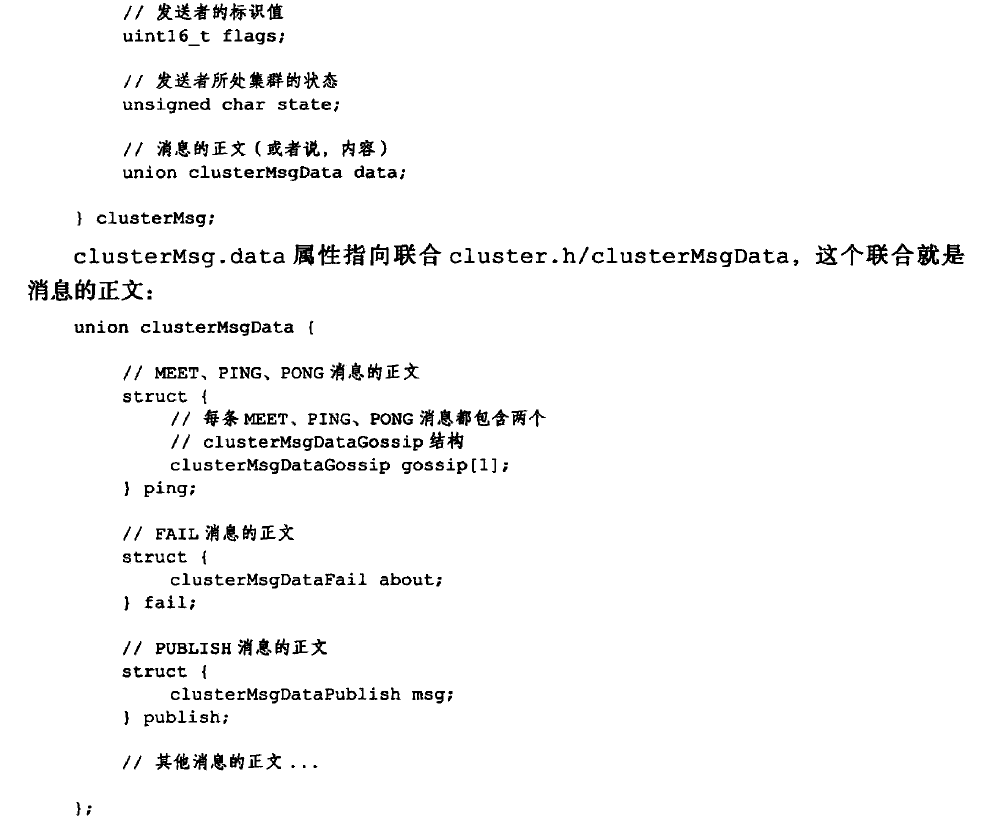 // 发送者的标识值
uint16_t flags;
// 发送者所处集群的状态
unsigned char state;
// 消息的正文（或者说，内容）
union clusterMsgData data;
} clusterMsg;
clusterMsg.data 属性指向联合 cluster.h/clusterMsgData，这个联合就是
消息的正文：
union clusterMsgData {
// MEET、PING、PONG 消息的正文
struct {
// 每条 MEET、PING、PONG 消息都包含两个
// clusterMsgDataGossip 结构
clusterMsgDataGossip gossip[1];
} ping;
// FAIL 消息的正文
struct {
clusterMsgDataFail about;
} fail;
// PUBLISH 消息的正文
struct {
clusterMsgDataPublish msg;
} publish;
// 其他消息的正文 ...
};